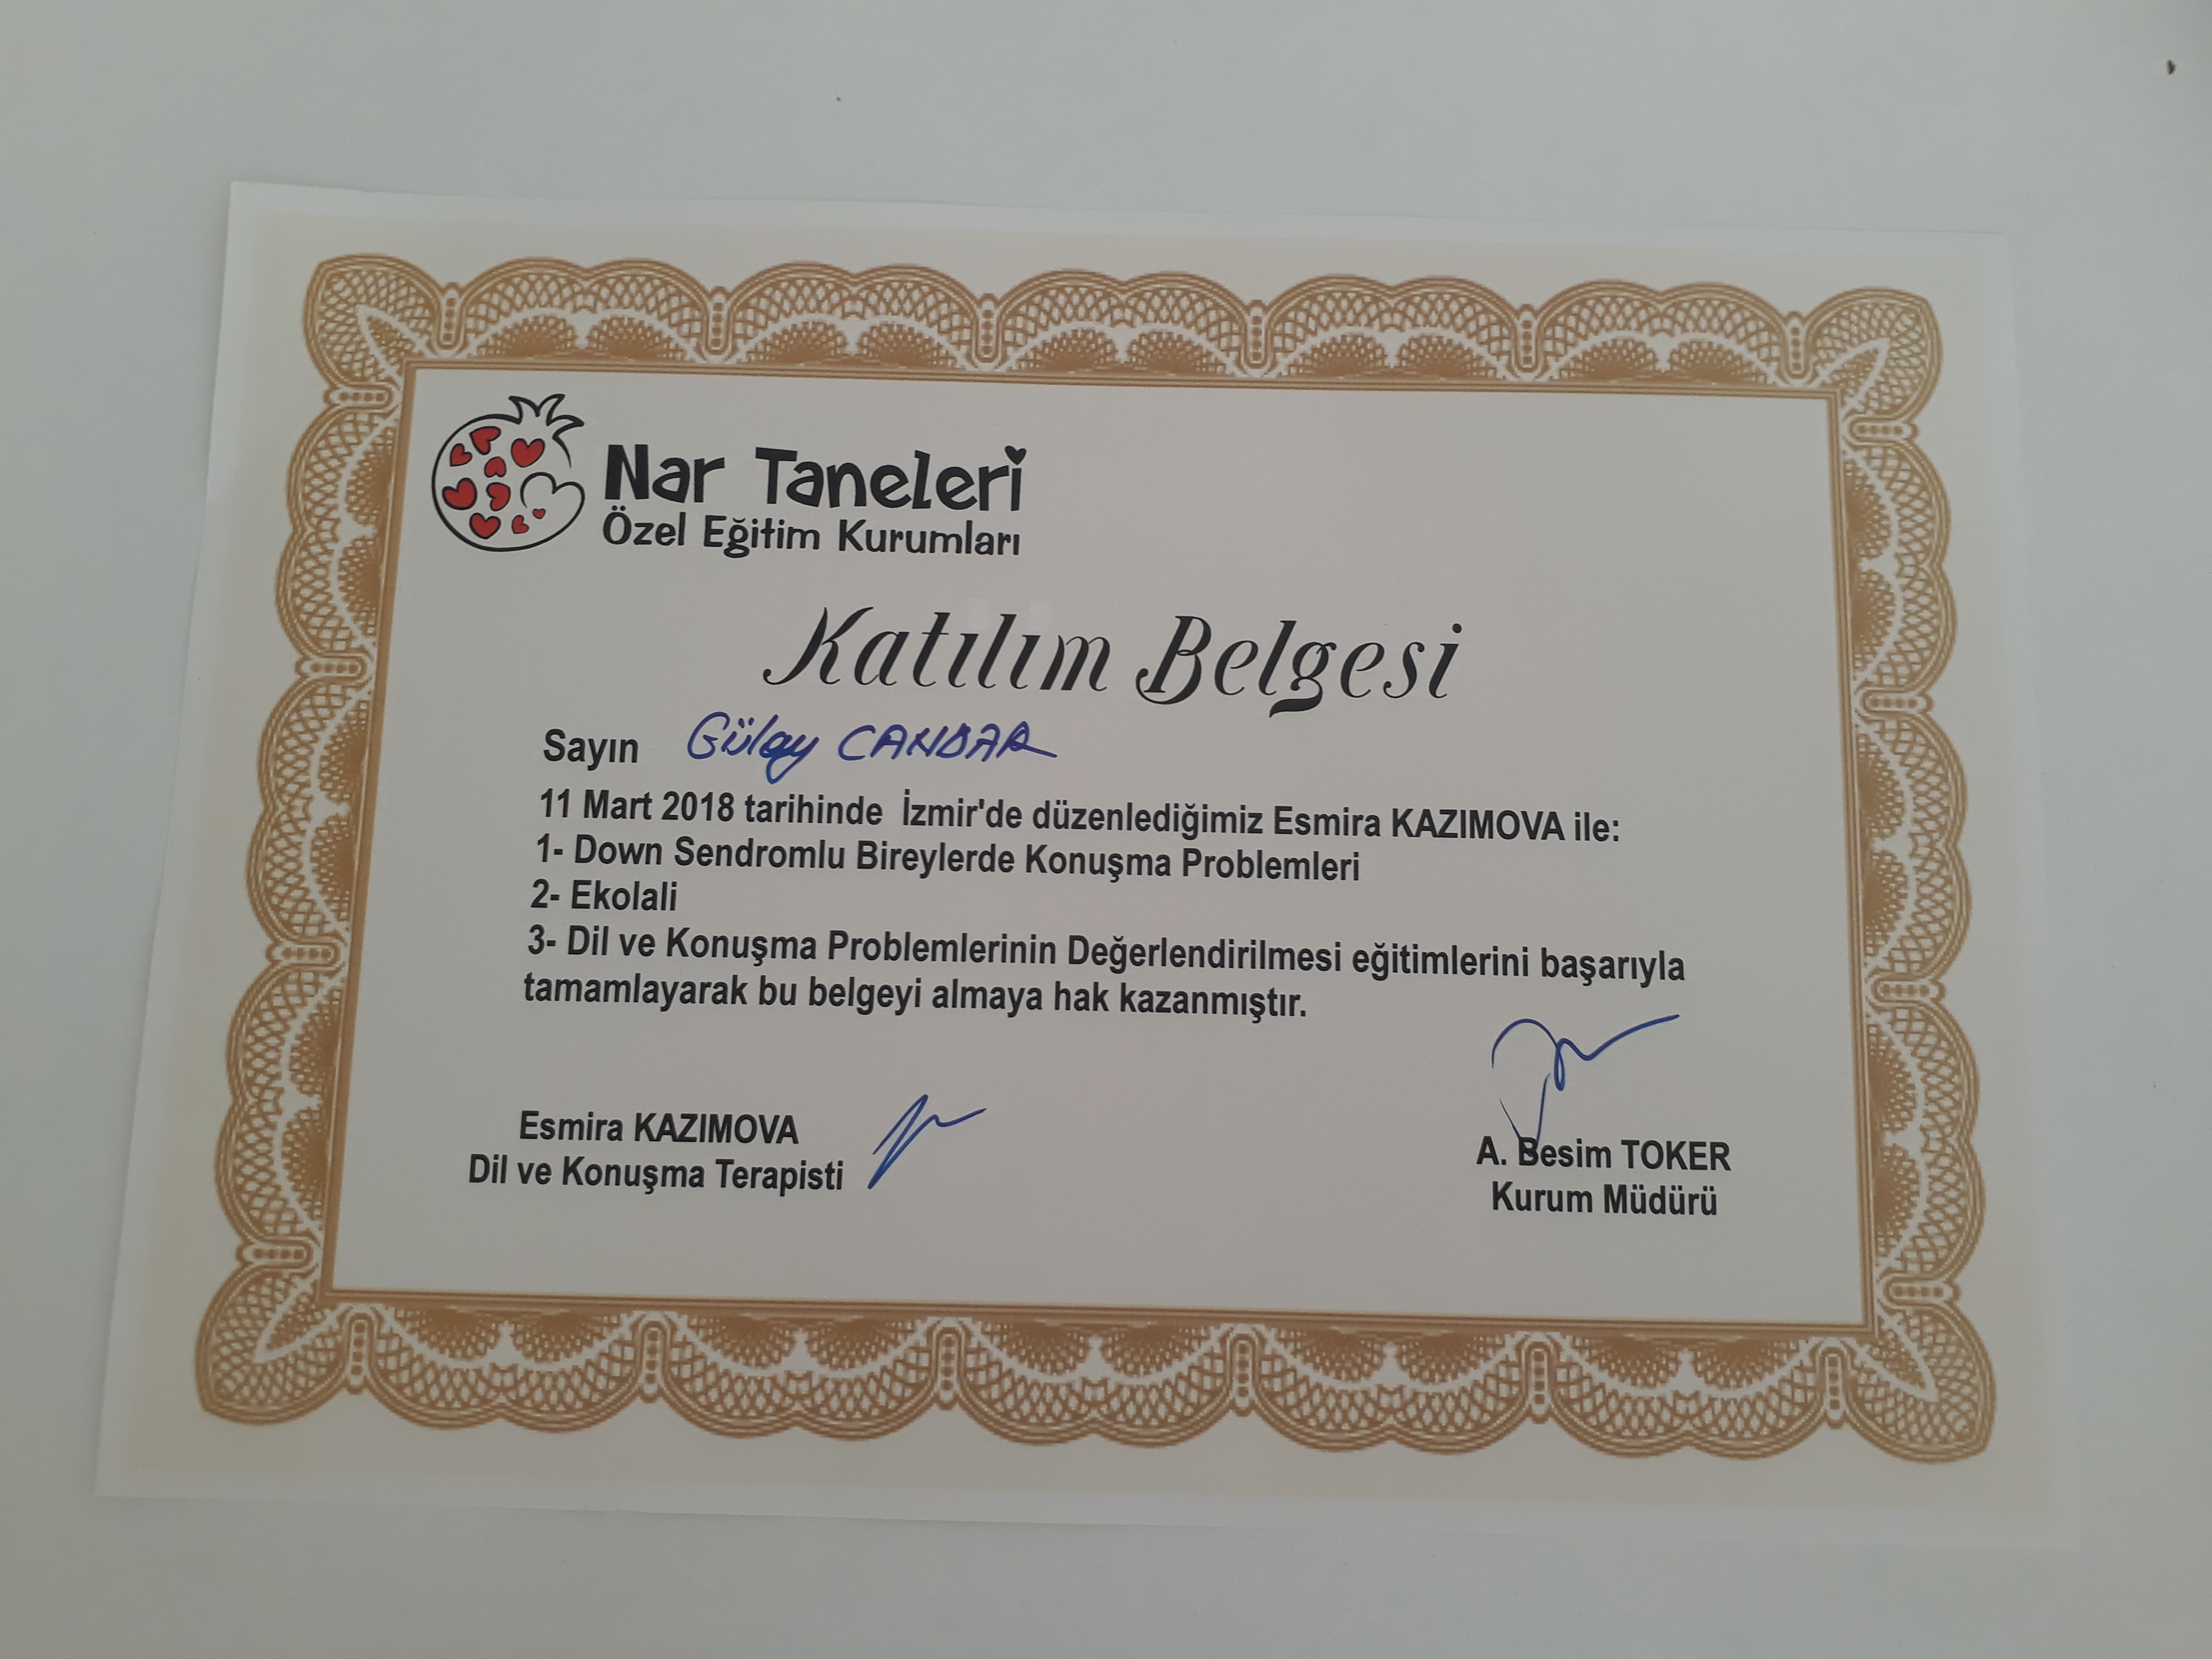 Nar Taneleri
Özel Eğitim Kurumları
Katılım Belgesi
Sayın Gülay CANDAR
11 Mart 2018 tarihinde İzmir'de düzenlediğimiz Esmira KAZIMOVA ile:
1- Down Sendromlu Bireylerde Konuşma Problemleri
2- Ekolali
3- Dil ve Konuşma Problemlerinin Değerlendirilmesi eğitimlerini başarıyla
tamamlayarak bu belgeyi almaya hak kazanmıştır.
Esmira KAZIMOVA
Dil ve Konuşma Terapisti
A. Besim TOKER
Kurum Müdürü